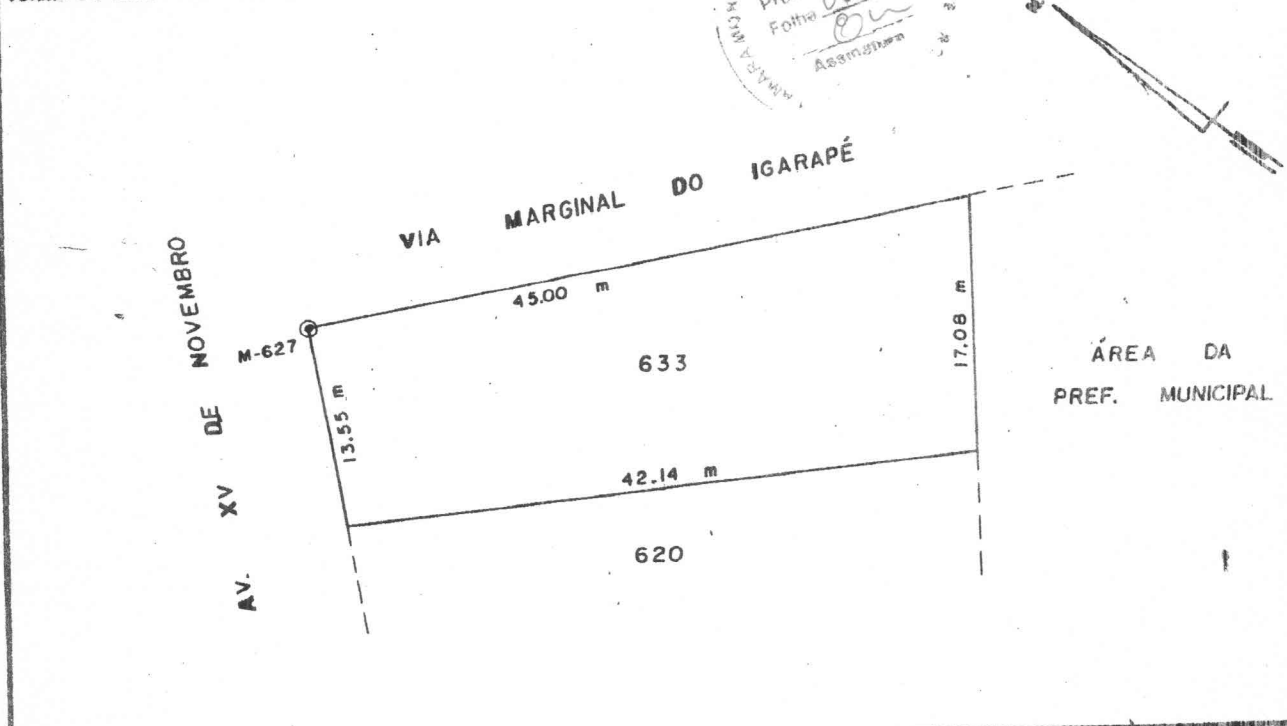 Folha
Assinatura
VIA MARGINAL DO IGARAPÉ
AV. XV DE NOVEMBRO
M-627
45.00 m
13.55 m
633
17.08 m
ÁREA DA
PREF. MUNICIPAL
42.14 m
620